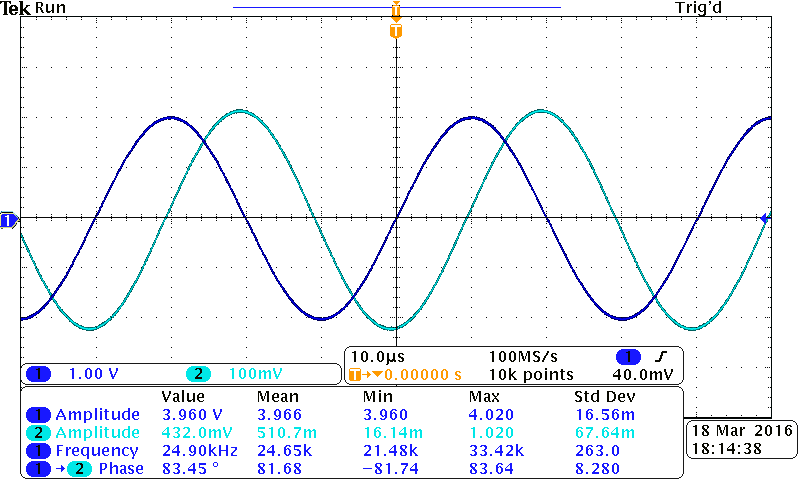 Tek Run Trig'd
T
T
1
10.0µs 100MS/s 1
1 1.00 V 2 100mV T→▼0.00000 s 10k points 40.0mV
Value Mean Min Max Std Dev
1 Amplitude 3.960 V 3.966 3.960 4.020 16.56m
2 Amplitude 432.0mV 510.7m 16.14m 1.020 67.64m
1 Frequency 24.90kHz 24.65k 21.48k 33.42k 263.0
1 → 2 Phase 83.45 ° 81.68 −81.74 83.64 8.280
18 Mar 2016
18:14:38